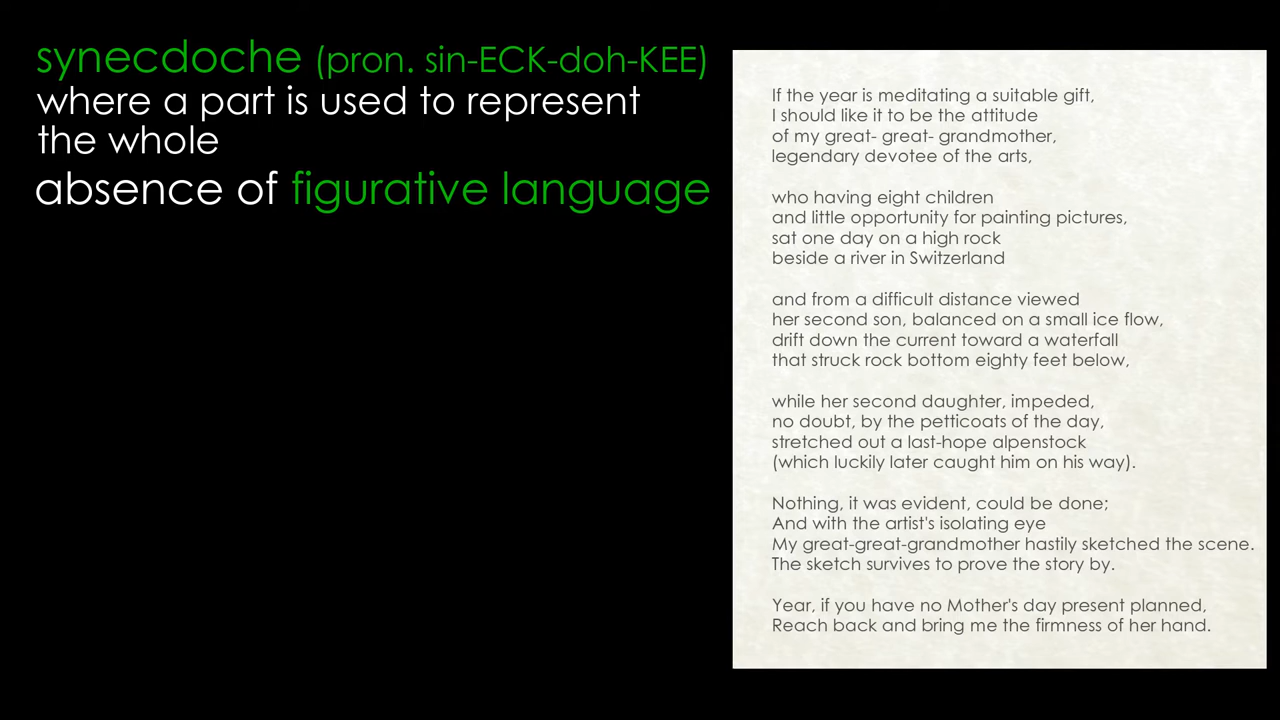 synecdoche (pron. sin-ECK-doh-KEE)
where a part is used to represent
the whole
absence of figurative language
If the year is meditating a suitable gift,
I should like it to be the attitude
of my great- great- grandmother,
legendary devotee of the arts,
who having eight children
and little opportunity for painting pictures,
sat one day on a high rock
beside a river in Switzerland
and from a difficult distance viewed
her second son, balanced on a small ice flow,
drift down the current toward a waterfall
that struck rock bottom eighty feet below,
while her second daughter, impeded,
no doubt, by the petticoats of the day,
stretched out a last-hope alpenstock
(which luckily later caught him on his way).
Nothing, it was evident, could be done;
And with the artist's isolating eye
My great-great-grandmother hastily sketched the scene.
The sketch survives to prove the story by.
Year, if you have no Mother's day present planned,
Reach back and bring me the firmness of her hand.